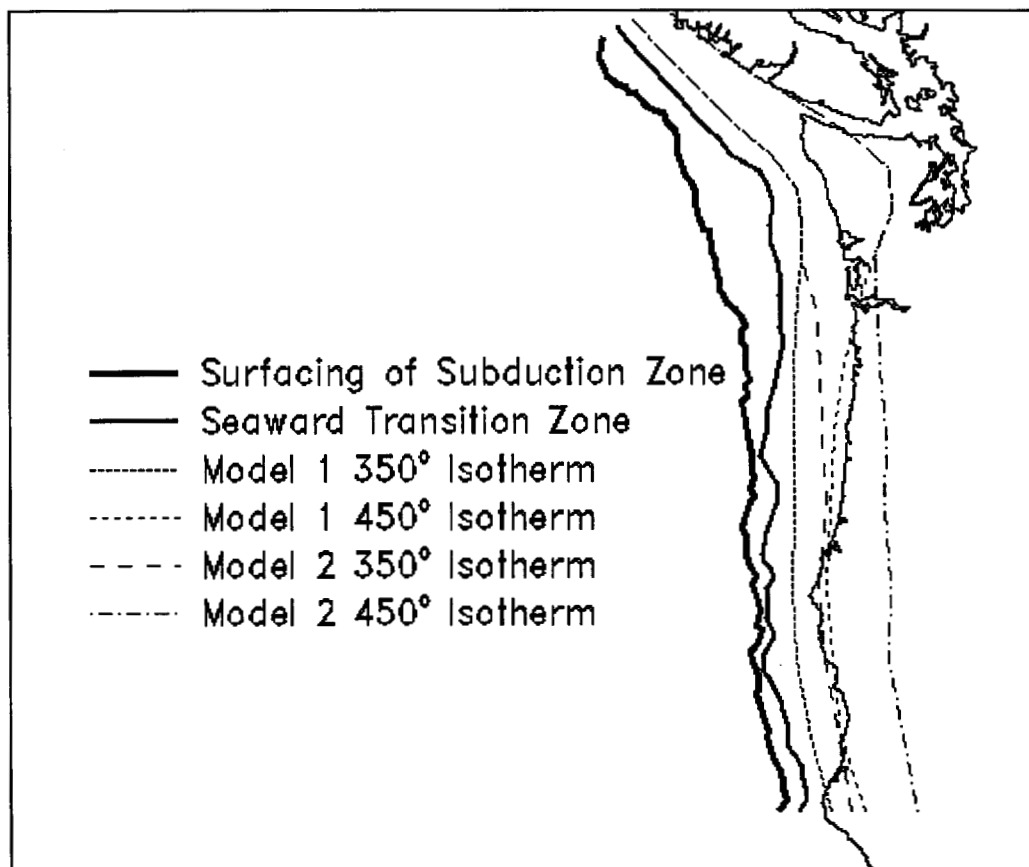 Surfacing of Subduction Zone
Seaward Transition Zone
Model 1 350° Isotherm
Model 1 450° Isotherm
Model 2 350° Isotherm
Model 2 450° Isotherm